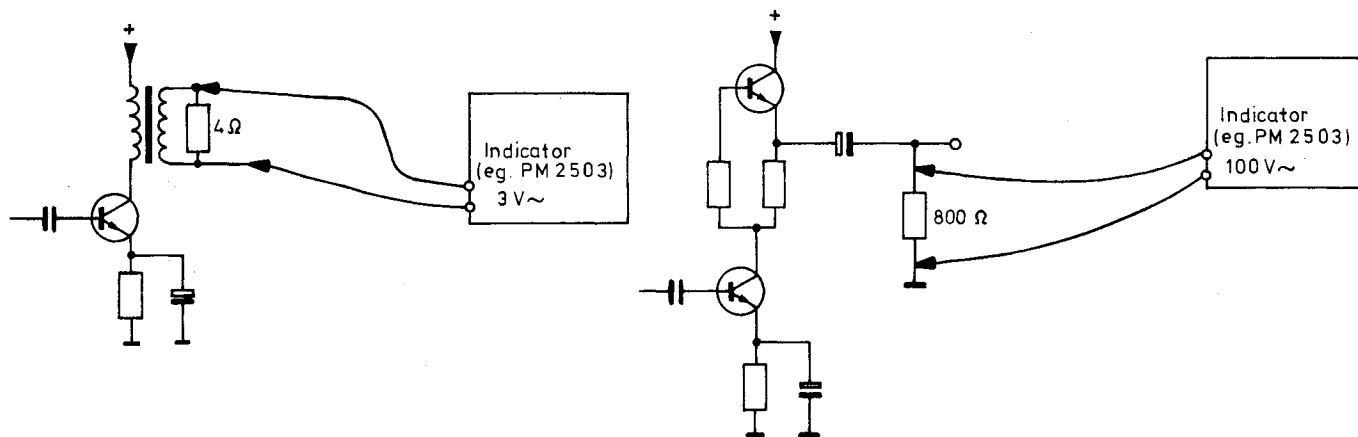 +
4Ω
Indicator
(eg. PM 2503)
3 V~
+
800 Ω
Indicator
(eg. PM 2503)
100 V~